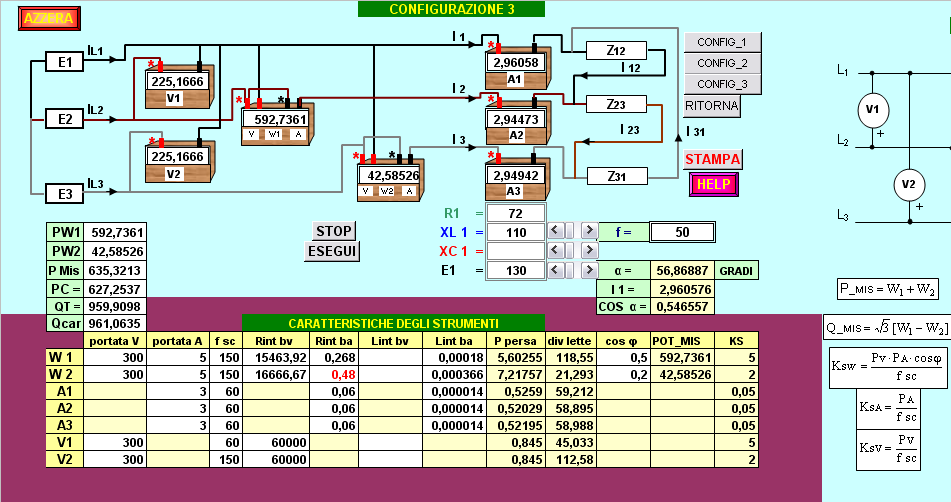 CONFIGURAZIONE 3
AZZERA
E1 IL1 225,1666 V1
E2 IL2 592,7361 V W1 A
225,1666 V2
E3 IL3 42,58526 V W2 A
I 1 2,96058 A1 Z12 I 12
I 2 2,94473 A2 Z23 I 23
I 3 2,94942 A3 Z31 I 31
CONFIG_1
CONFIG_2
CONFIG_3
RITORNA
STAMPA
HELP
L1
V1
+
L2
V2
+
L3
STOP
ESEGUI
R1 = 72
XL 1 = 110
XC 1 =
E1 = 130
f = 50
α = 56,86887 GRADI
I 1 = 2,960576
COS α = 0,546557
PW1 592,7361
PW2 42,58526
P Mis 635,3213
PC = 627,2537
QT = 959,9098
Qcar 961,0635
P_MIS = W1 + W2
Q_MIS = √3 [W1 − W2]
Ksw = PV · PA · cosφ / f sc
KsA = PA / f sc
KsV = PV / f sc
CARATTERISTICHE DEGLI STRUMENTI
portata V portata A f sc Rint bv Rint ba Lint bv Lint ba P persa div lette cos φ POT_MIS KS
W 1 300 5 150 15463,92 0,268 0,00018 5,60255 118,55 0,5 592,7361 5
W 2 300 5 150 16666,67 0,48 0,000366 7,21757 21,293 0,2 42,58526 2
A1 3 60 0,06 0,000014 0,5259 59,212 0,05
A2 3 60 0,06 0,000014 0,52029 58,895 0,05
A3 3 60 0,06 0,000014 0,52195 58,988 0,05
V1 300 60 60000 0,845 45,033 5
V2 300 150 60000 0,845 112,58 2